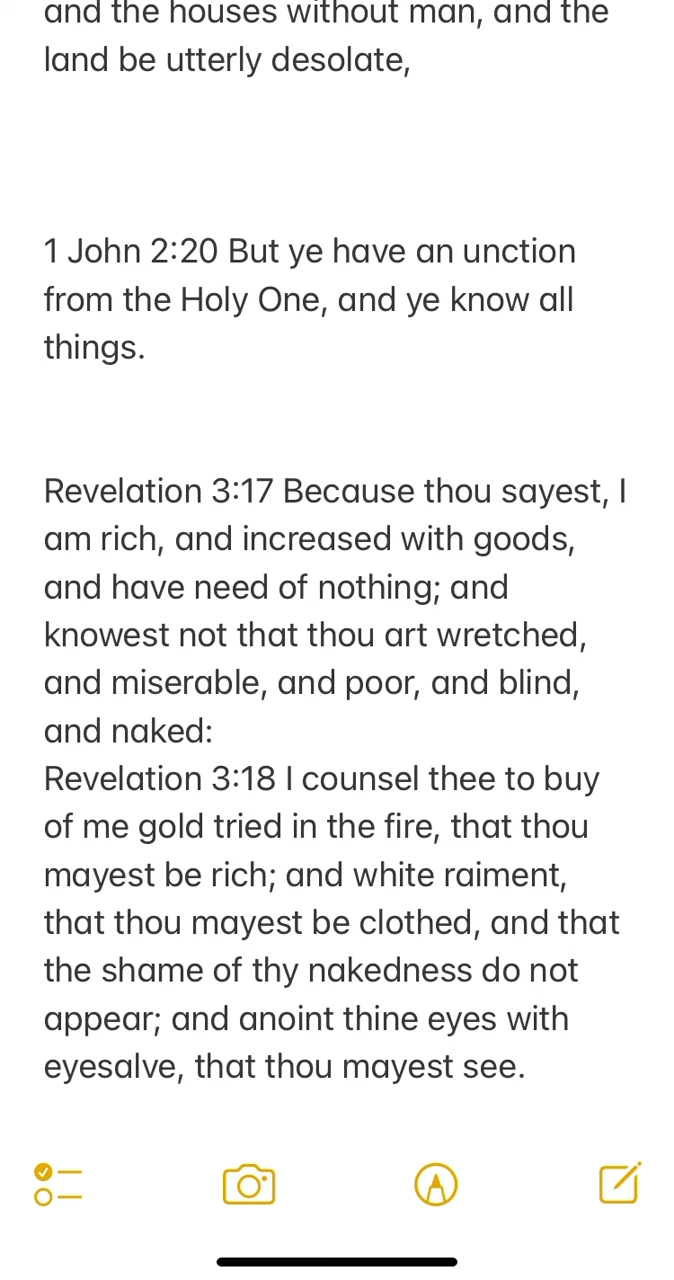 and the houses without man, and the
land be utterly desolate,
1 John 2:20 But ye have an unction
from the Holy One, and ye know all
things.
Revelation 3:17 Because thou sayest, I
am rich, and increased with goods,
and have need of nothing; and
knowest not that thou art wretched,
and miserable, and poor, and blind,
and naked:
Revelation 3:18 I counsel thee to buy
of me gold tried in the fire, that thou
mayest be rich; and white raiment,
that thou mayest be clothed, and that
the shame of thy nakedness do not
appear; and anoint thine eyes with
eyesalve, that thou mayest see.